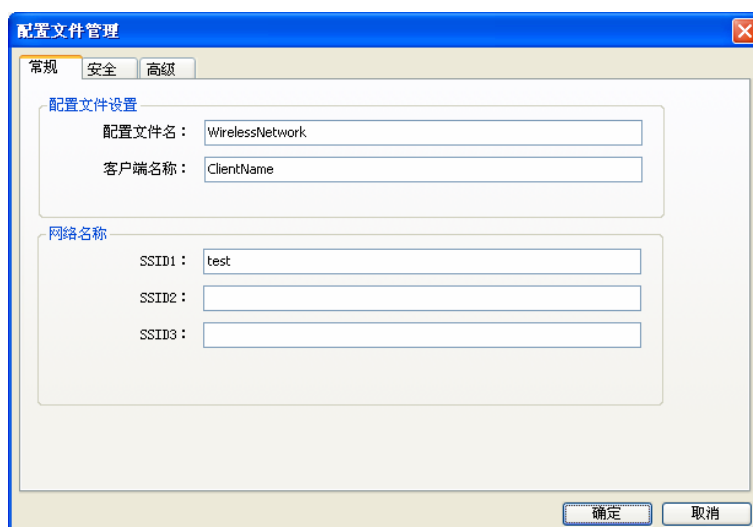 配置文件管理
常规 安全 高级
配置文件设置
配置文件名： WirelessNetwork
客户端名称： ClientName
网络名称
SSID1： test
SSID2：
SSID3：
确定 取消